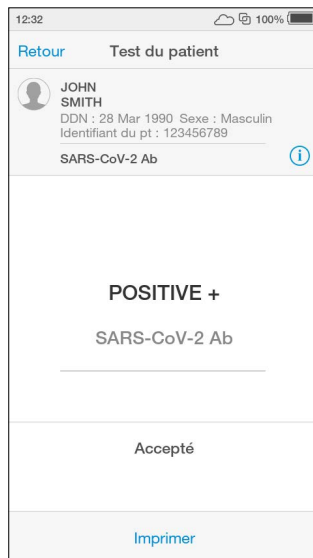 12:32 100%
Retour Test du patient
JOHN
SMITH
DDN : 28 Mar 1990 Sexe : Masculin
Identifiant du pt : 123456789
SARS-CoV-2 Ab
POSITIVE +
SARS-CoV-2 Ab
Accepté
Imprimer